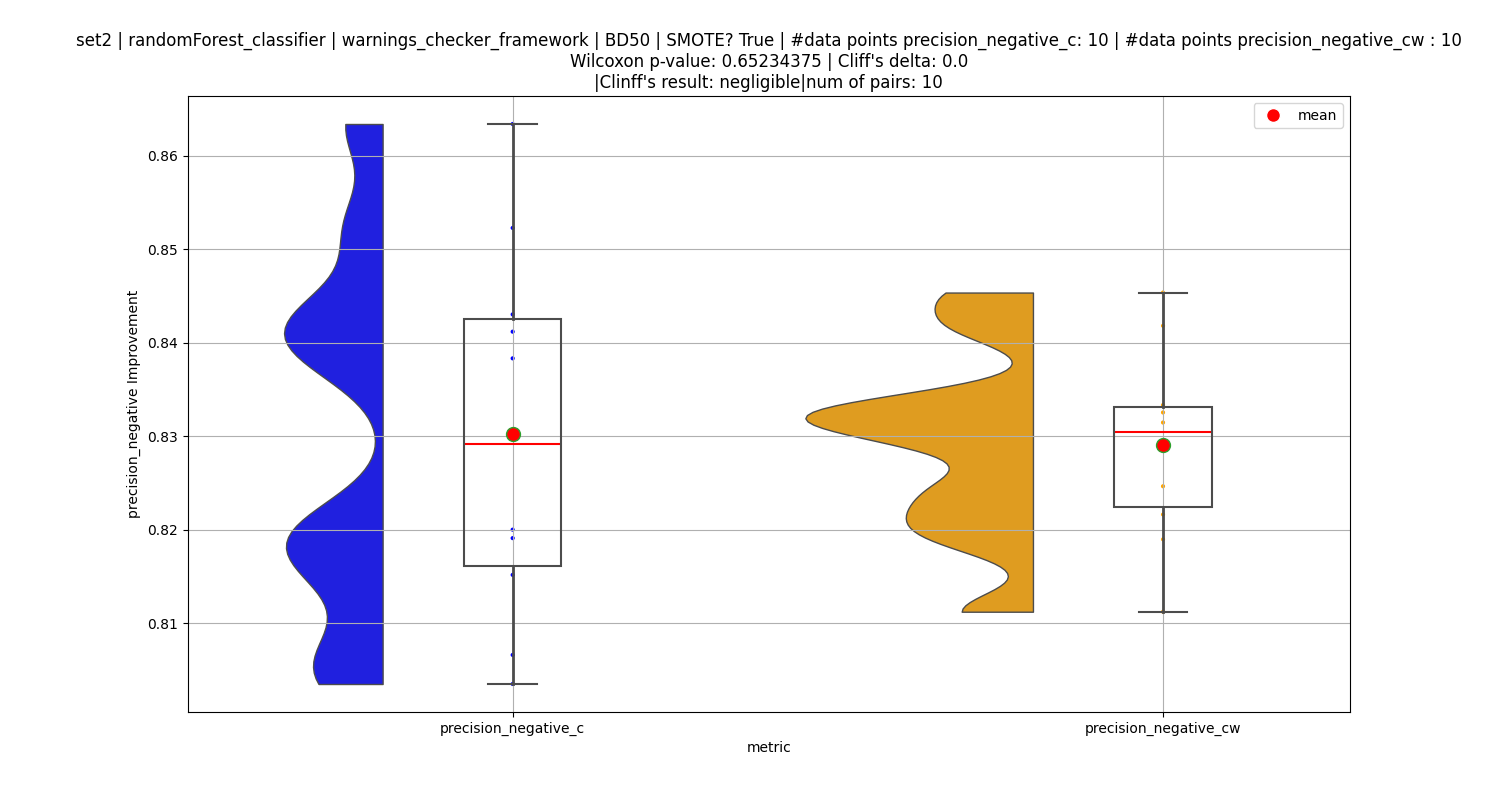 set2 | randomForest_classifier | warnings_checker_framework | BD50 | SMOTE? True | #data points precision_negative_c: 10 | #data points precision_negative_cw : 10
Wilcoxon p-value: 0.65234375 | Cliff's delta: 0.0
|Clinff's result: negligible|num of pairs: 10
mean
0.86
0.85
0.84
0.83
0.82
0.81
precision_negative Improvement
precision_negative_c
precision_negative_cw
metric